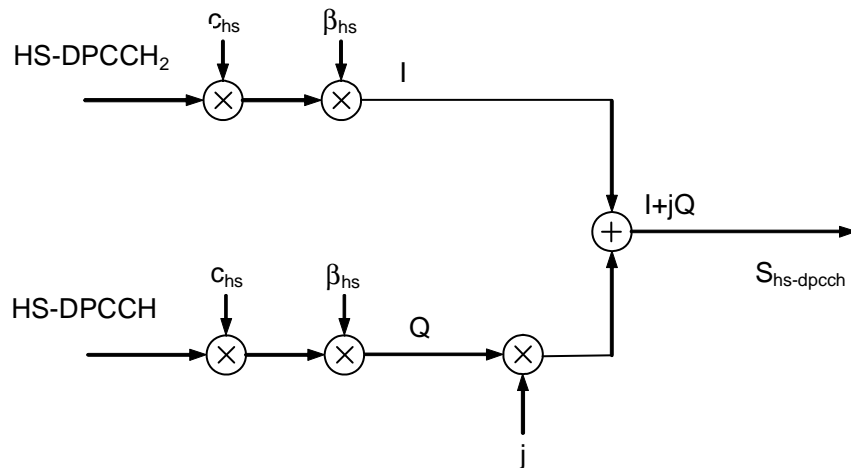 c_hs β_hs
HS-DPCCH_2
I
I+jQ
S_hs-dpcch
c_hs β_hs
HS-DPCCH
Q
j